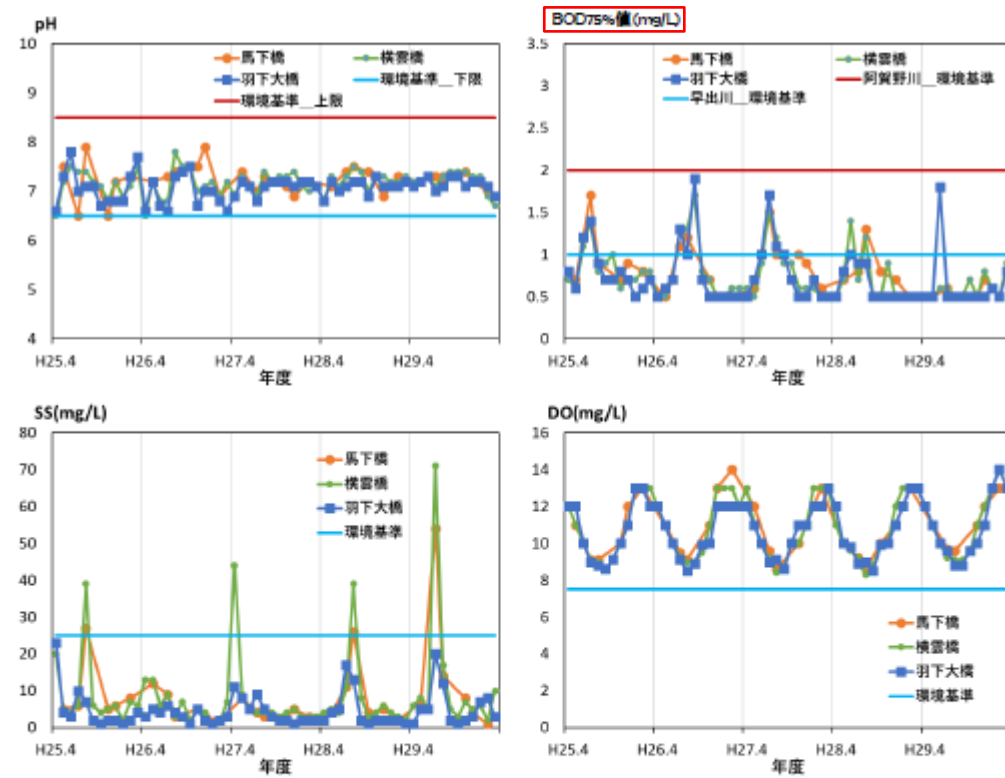 pH
10
9
8
7
6
5
4
馬下橋
横雲橋
羽下大橋
環境基準__下限
環境基準__上限
H25.4
H26.4
H27.4
H28.4
H29.4
年度
BOD75%値(mg/L)
3.5
3
2.5
2
1.5
1
0.5
0
馬下橋
横雲橋
羽下大橋
阿賀野川__環境基準
早出川__環境基準
H25.4
H26.4
H27.4
H28.4
H29.4
年度
SS(mg/L)
80
70
60
50
40
30
20
10
0
馬下橋
横雲橋
羽下大橋
環境基準
H25.4
H26.4
H27.4
H28.4
H29.4
年度
DO(mg/L)
16
14
12
10
8
6
4
2
0
馬下橋
横雲橋
羽下大橋
環境基準
H25.4
H26.4
H27.4
H28.4
H29.4
年度